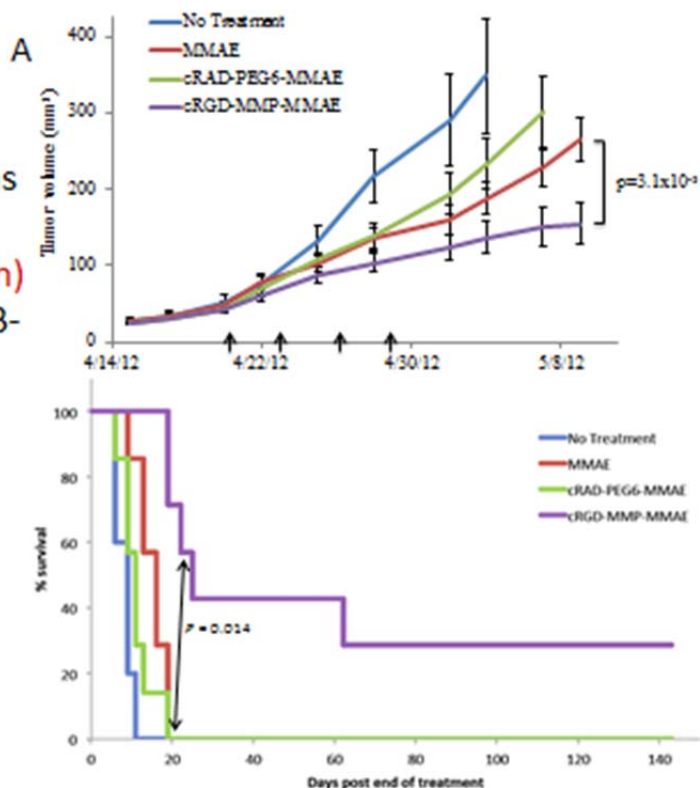 A
No Treatment
MMAE
cRAD-PEG6-MMAE
cRGD-MMP-MMAE
Tumor volume (mm³)
400
300
200
100
0
s
n)
3-
4/14/12
4/22/12
4/30/12
5/8/12
100
80
60
40
20
0
% survival
No Treatment
MMAE
cRAD-PEG6-MMAE
cRGD-MMP-MMAE
P = 0.014
0
20
40
60
80
100
120
140
Days post end of treatment